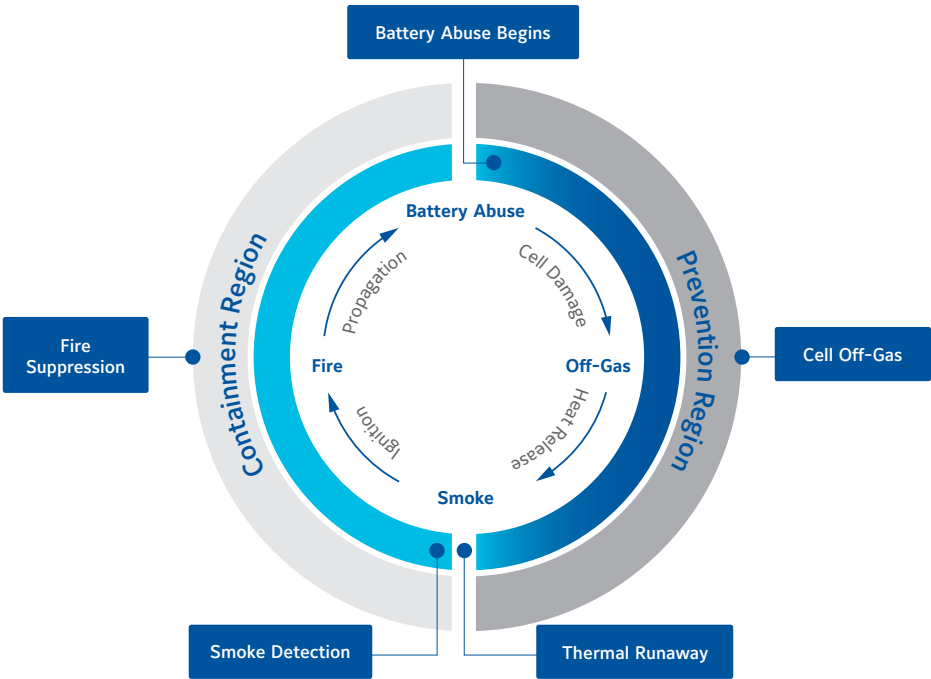 Battery Abuse Begins
Battery Abuse
Cell Damage
Propagation
Containment Region
Prevention Region
Fire
Suppression
Fire
Off-Gas
Cell Off-Gas
Ignition
Heat Release
Smoke
Smoke Detection
Thermal Runaway